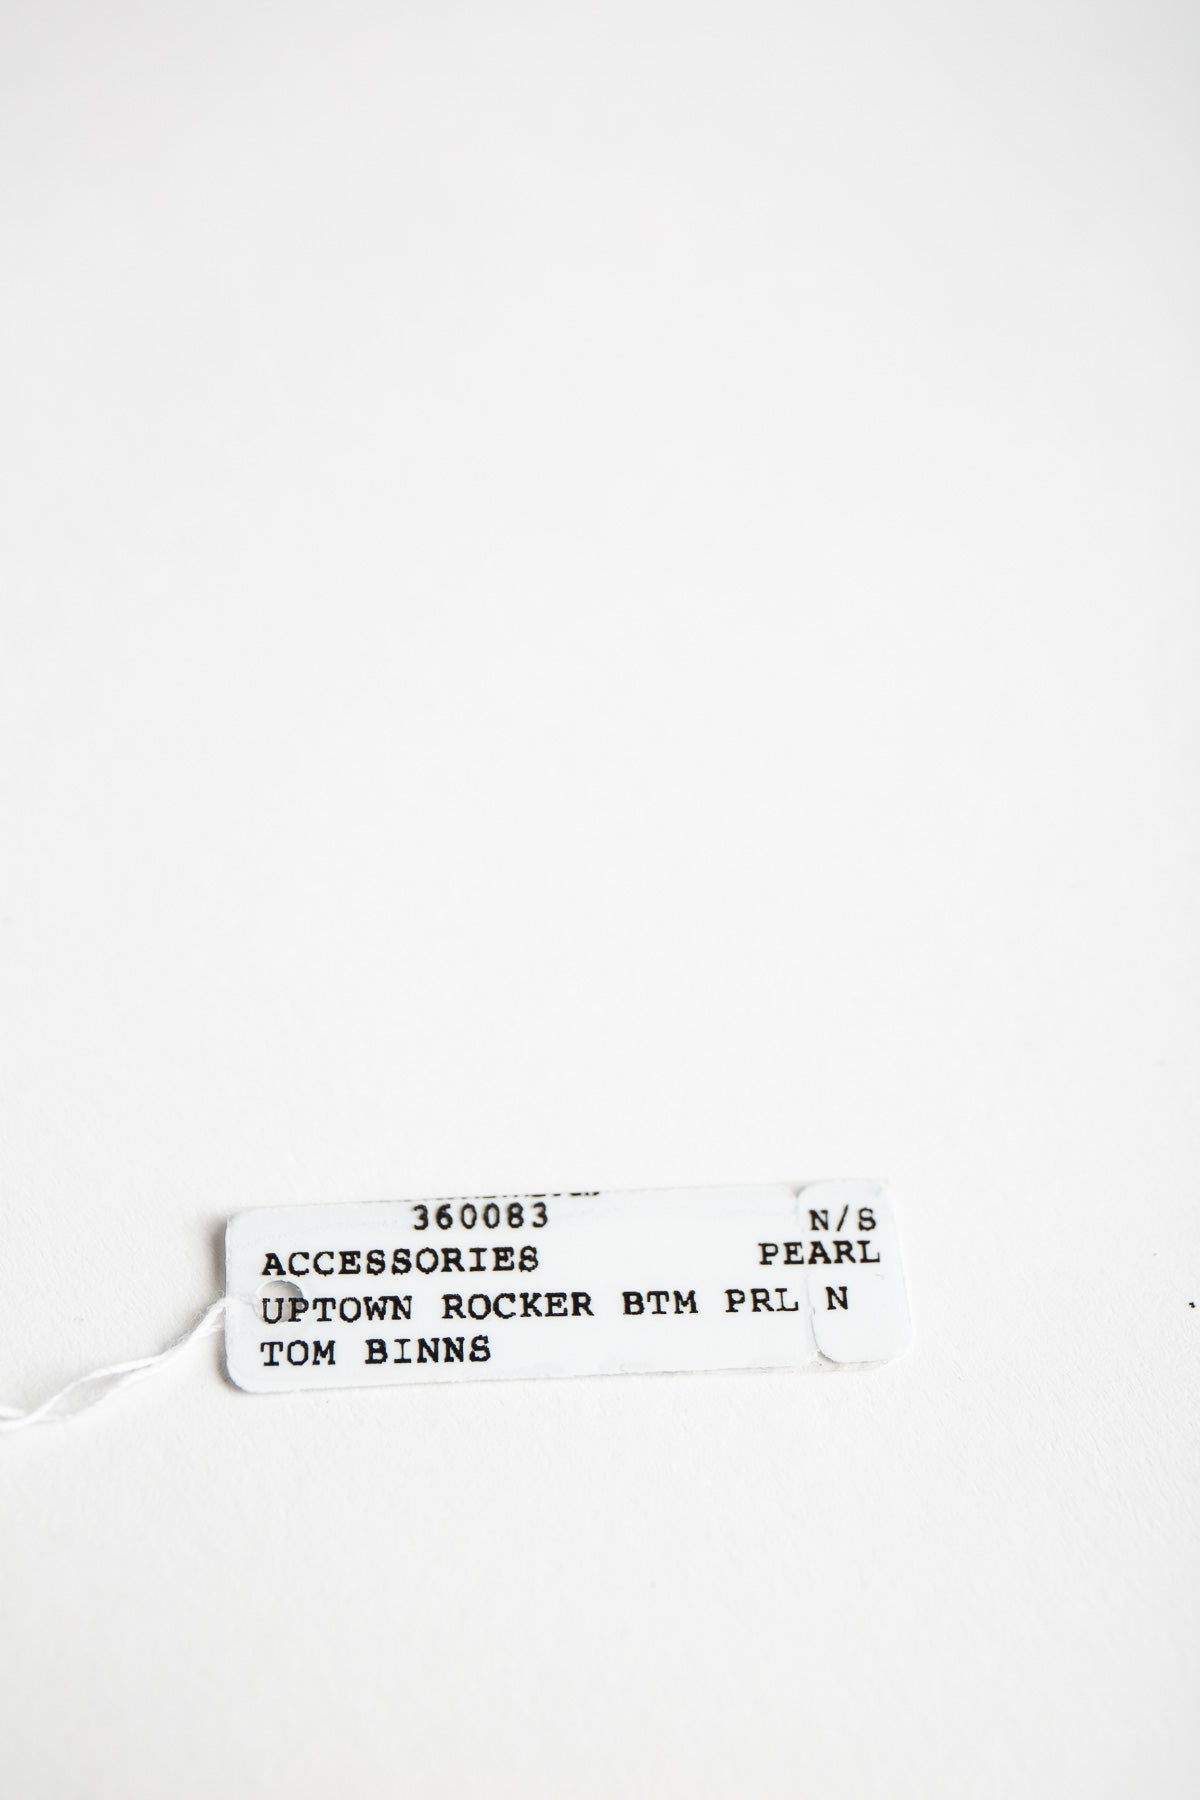 360083 N/S
ACCESSORIES PEARL
UPTOWN ROCKER BTM PRL N
TOM BINNS